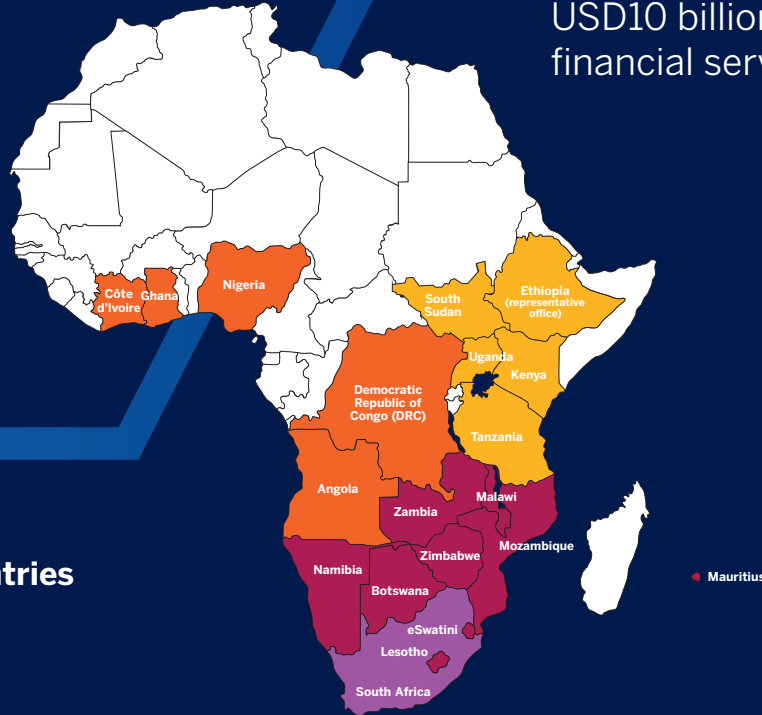 USD10 billion
financial serv
Nigeria
Côte
d'Ivoire
Ghana
South
Sudan
Ethiopia
(representative
office)
Uganda
Kenya
Democratic
Republic of
Congo (DRC)
Tanzania
Angola
Malawi
Zambia
Mozambique
Zimbabwe
Namibia
ntries
Mauritius
Botswana
eSwatini
Lesotho
South Africa